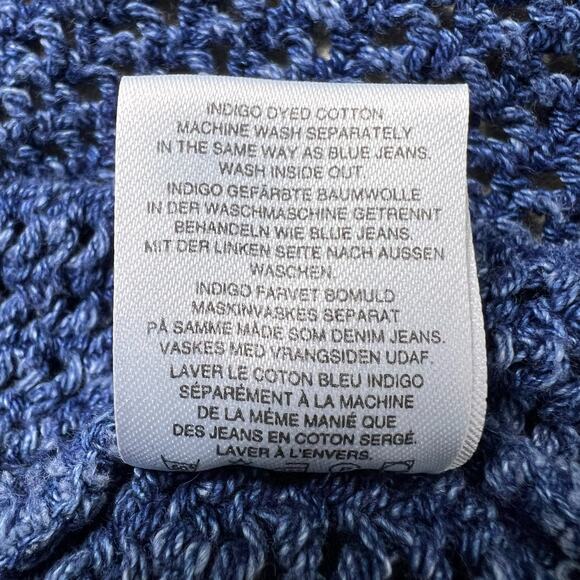 INDIGO DYED COTTON
MACHINE WASH SEPARATELY
IN THE SAME WAY AS BLUE JEANS.
WASH INSIDE OUT.
INDIGO GEFÄRBTE BAUMWOLLE
IN DER WASCHMASCHINE GETRENNT
BEHANDELN WIE BLUE JEANS.
MIT DER LINKEN SEITE NACH AUSSEN
WASCHEN.
INDIGO FARVET BOMULD
MASKINVASKES SEPARAT
PÅ SAMME MÅDE SOM DENIM JEANS.
VASKES MED VRANGSIDEN UDAF.
LAVER LE COTON BLEU INDIGO
SÉPARÉMENT À LA MACHINE
DE LA MÊME MANIÉ QUE
DES JEANS EN COTON SERGÉ.
LAVER À L'ENVERS.